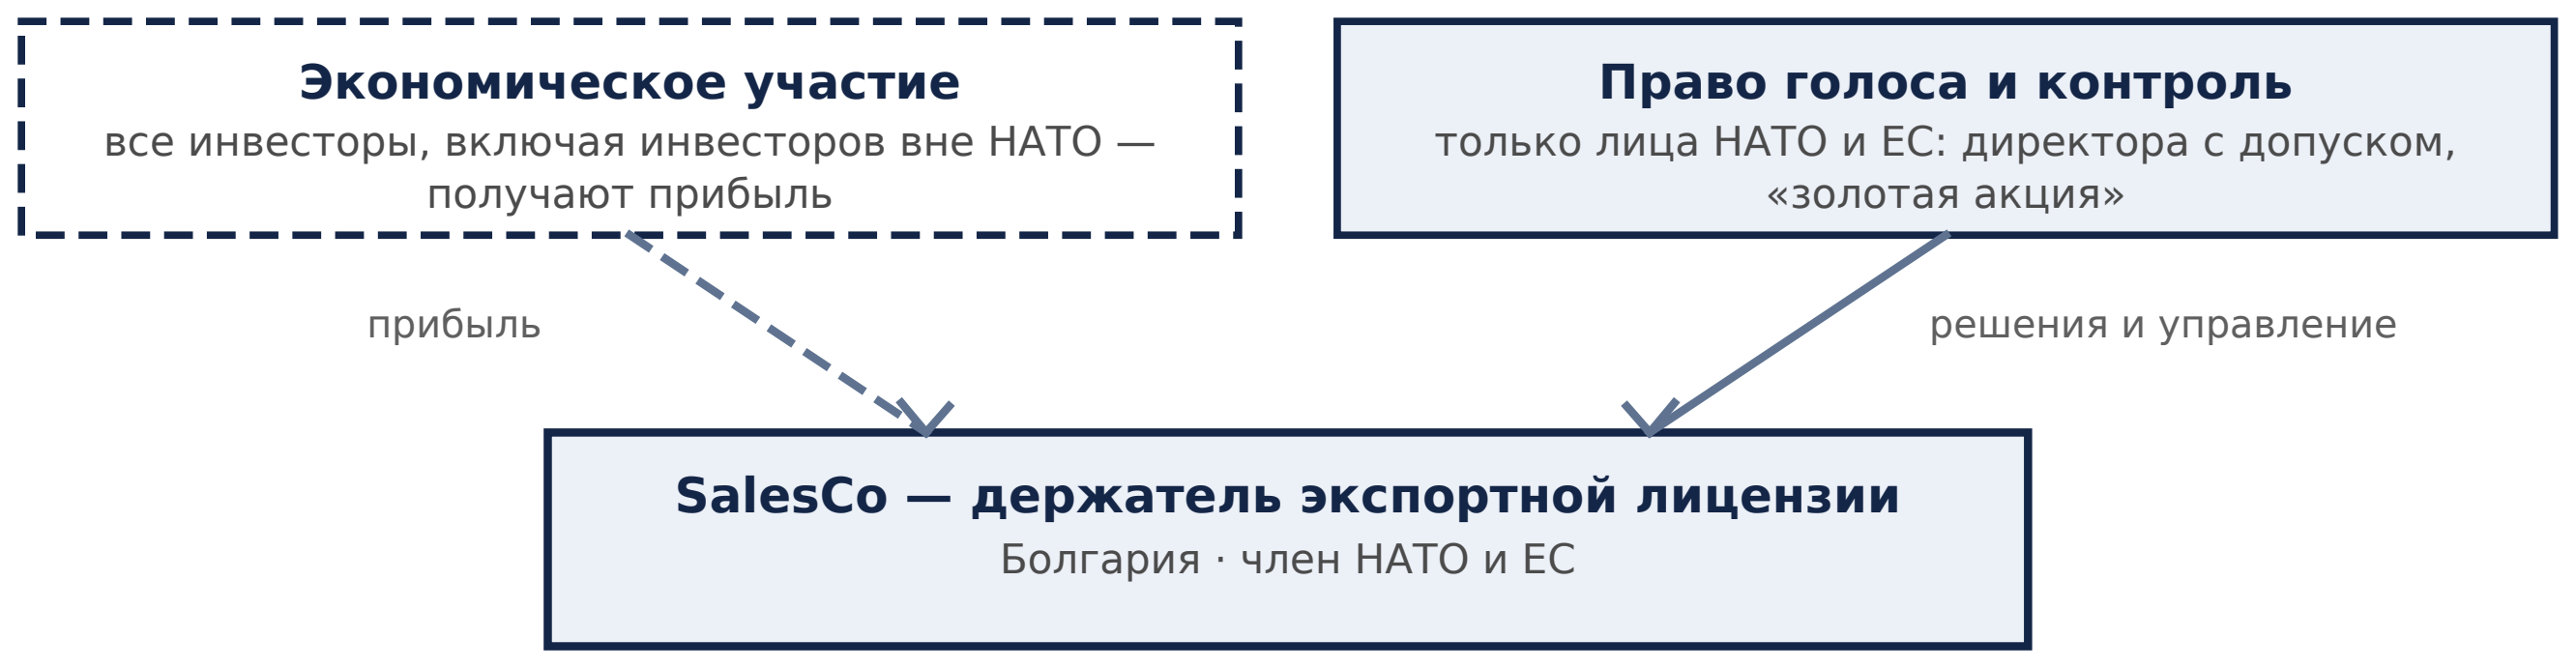 Экономическое участие
все инвесторы, включая инвесторов вне НАТО —
получают прибыль
Право голоса и контроль
только лица НАТО и ЕС: директора с допуском,
«золотая акция»
прибыль
решения и управление
SalesCo — держатель экспортной лицензии
Болгария · член НАТО и ЕС